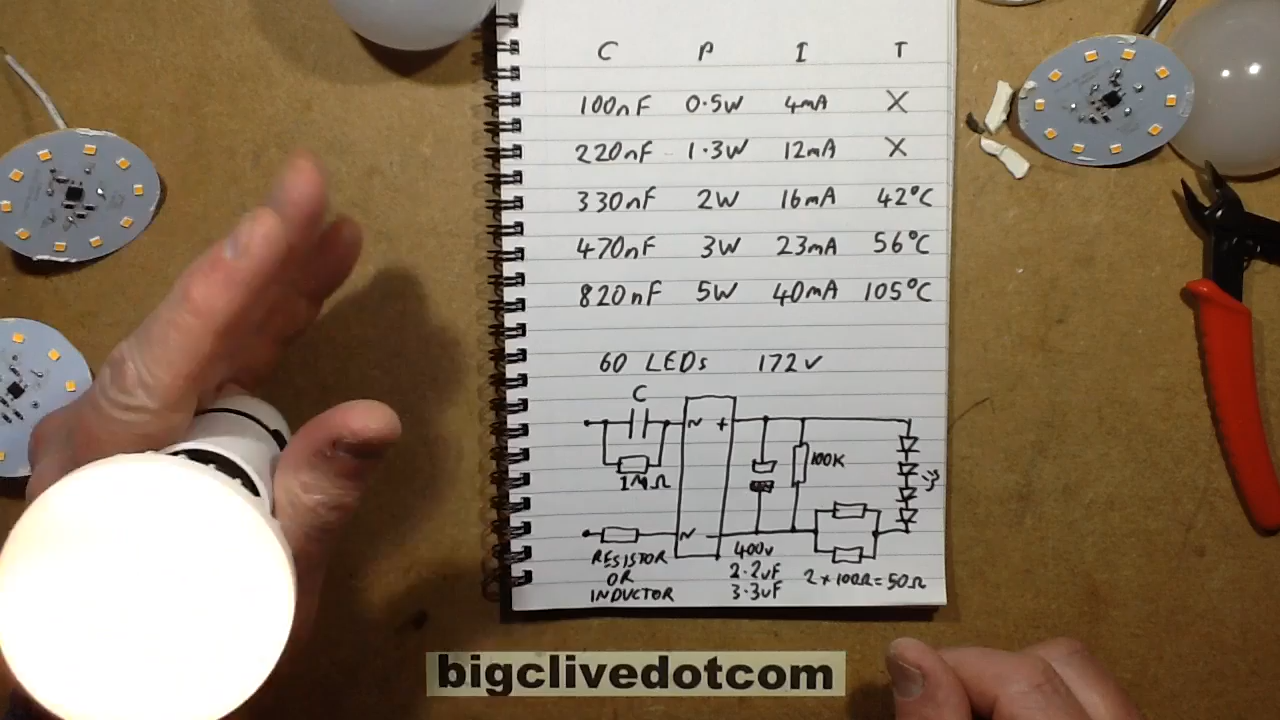 C P I T
100nF 0.5W 4mA X
220nF 1.3W 12mA X
330nF 2W 16mA 42°C
470nF 3W 23mA 56°C
820nF 5W 40mA 105°C
60 LEDs 172v
C
~ +
100K
1MΩ
~ -
RESISTOR
OR
INDUCTOR
400v
2.2uF
3.3uF
2 x 100Ω = 50Ω
bigclivedotcom